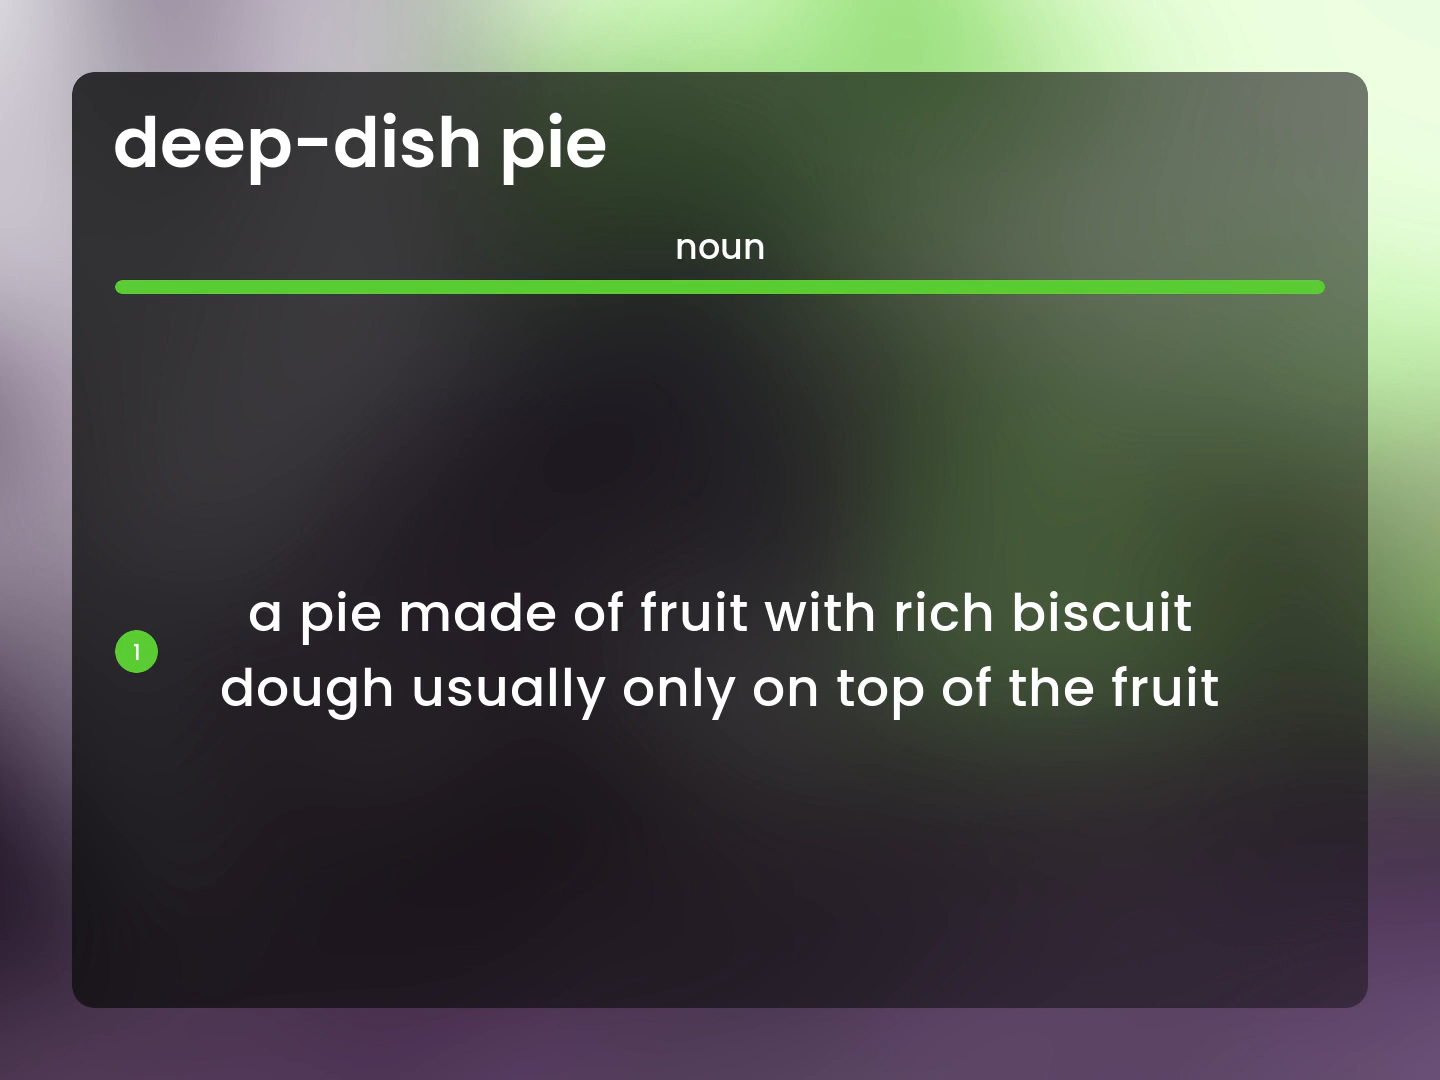 deep-dish pie
noun
1
a pie made of fruit with rich biscuit
dough usually only on top of the fruit